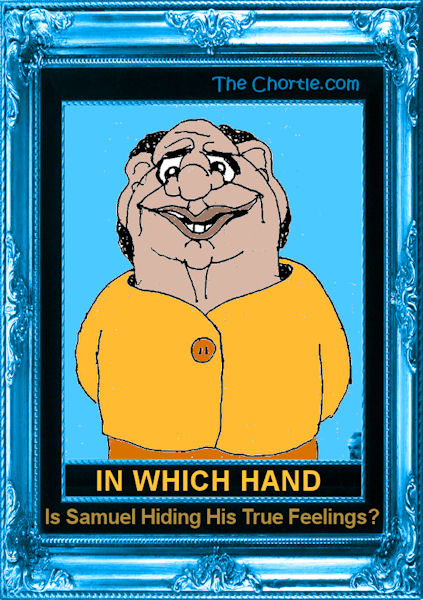 The Chortle.com
IN WHICH HAND
Is Samuel Hiding His True Feelings?